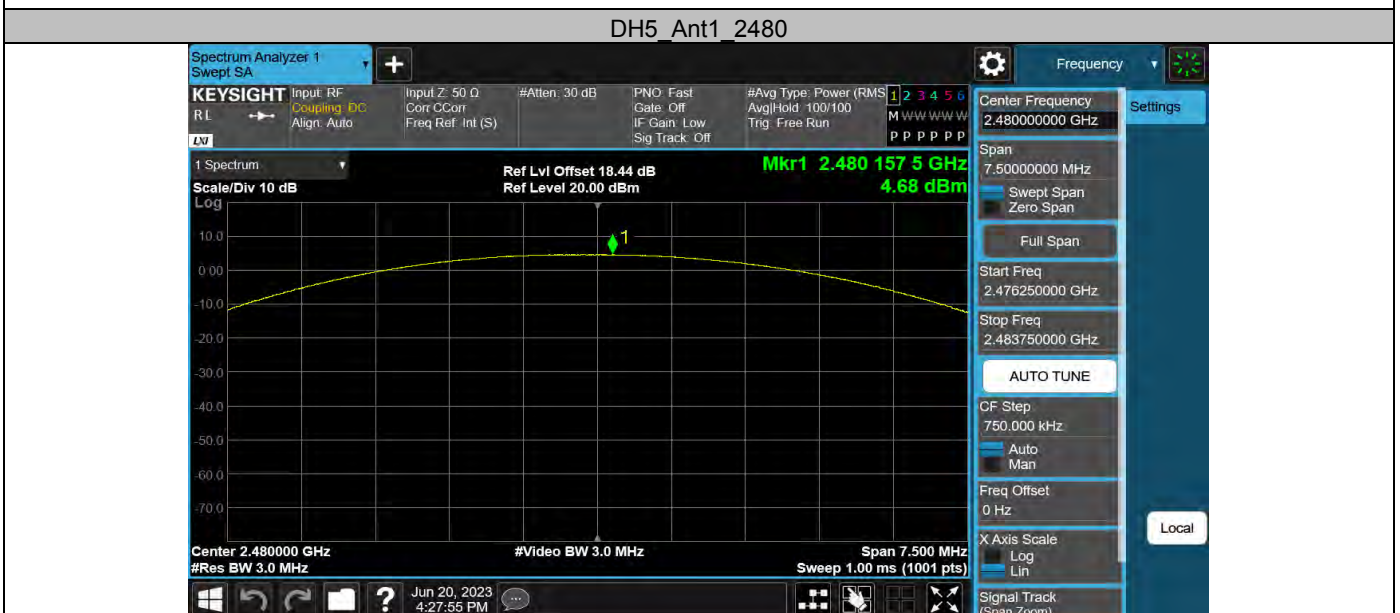 DH5_Ant1_2480
Spectrum Analyzer 1
Swept SA
Frequency
KEYSIGHT
RL
LXI
Input: RF
Coupling: DC
Align: Auto
Input Z: 50 Ω
Corr CCorr
Freq Ref: Int (S)
#Atten: 30 dB
PNO: Fast
Gate: Off
IF Gain: Low
Sig Track: Off
#Avg Type: Power (RMS
Avg|Hold: 100/100
Trig: Free Run
1 2 3 4 5 6
M W W W W W
P P P P P P
1 Spectrum
Scale/Div 10 dB
Log
Ref Lvl Offset 18.44 dB
Ref Level 20.00 dBm
Mkr1 2.480 157 5 GHz
4.68 dBm
1
10.0
0.00
-10.0
-20.0
-30.0
-40.0
-50.0
-60.0
-70.0
Center 2.480000 GHz
#Res BW 3.0 MHz
#Video BW 3.0 MHz
Span 7.500 MHz
Sweep 1.00 ms (1001 pts)
?
Jun 20, 2023
4:27:55 PM
Center Frequency
2.480000000 GHz
Settings
Span
7.50000000 MHz
Swept Span
Zero Span
Full Span
Start Freq
2.476250000 GHz
Stop Freq
2.483750000 GHz
AUTO TUNE
CF Step
750.000 kHz
Auto
Man
Freq Offset
0 Hz
Local
X Axis Scale
Log
Lin
Signal Track
(Span Zoom)